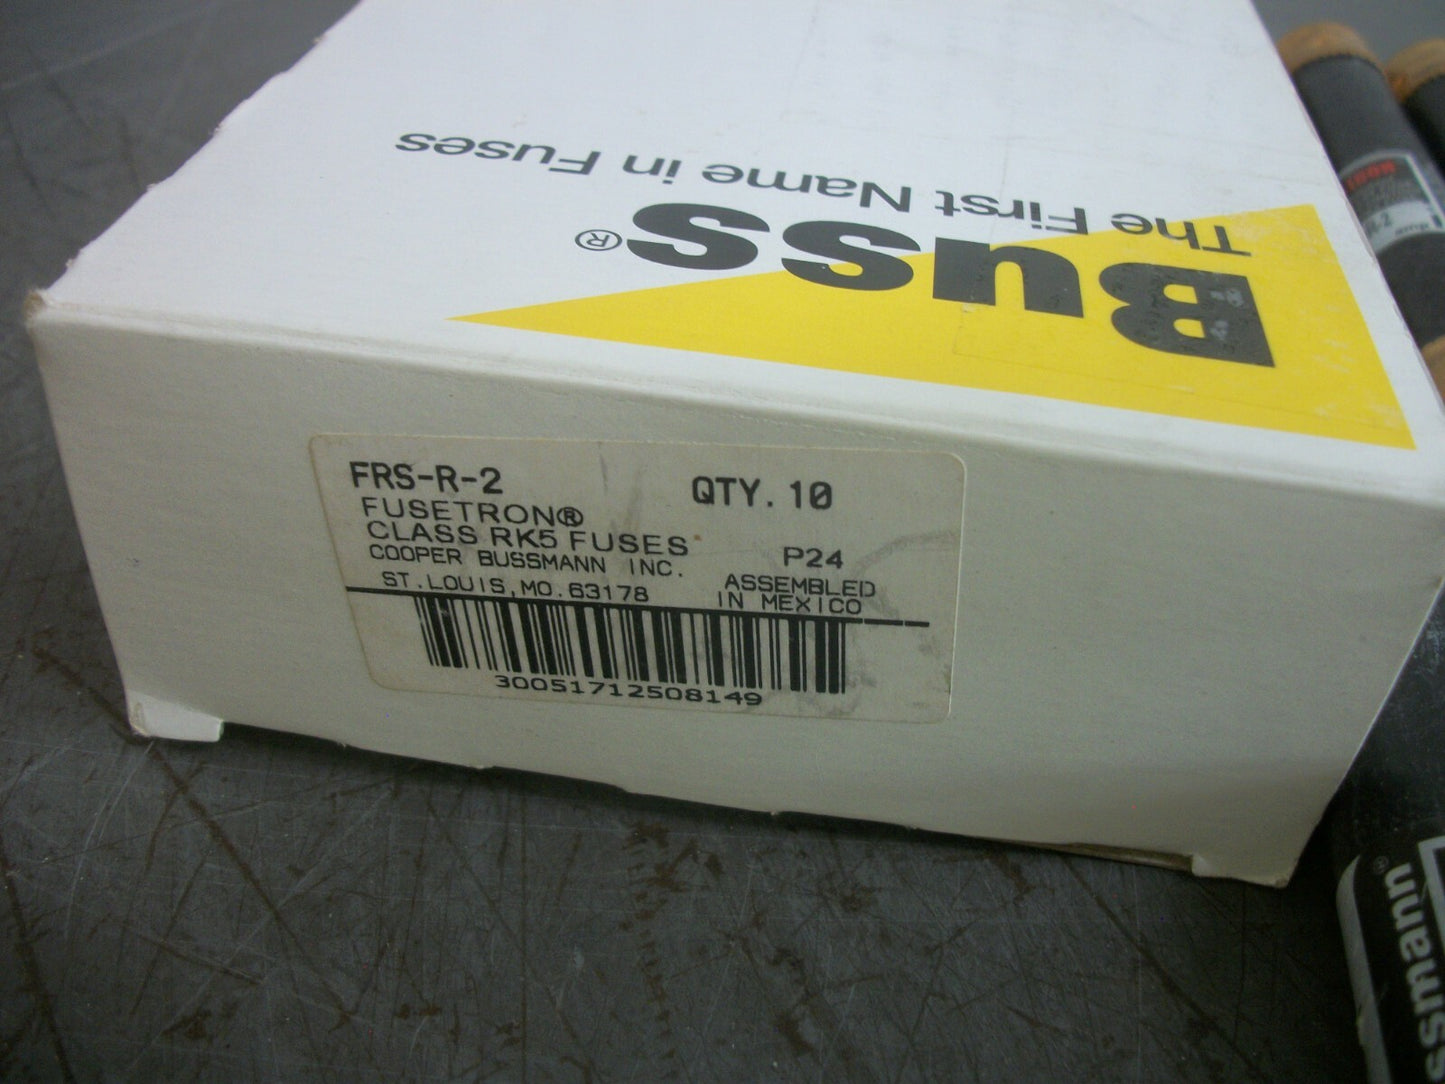 Buss®
The First Name in Fuses
FRS-R-2 QTY. 10
FUSETRON®
CLASS RK5 FUSES
COOPER BUSSMANN INC. P24
ST.LOUIS,MO.63178 ASSEMBLED
IN MEXICO
30051712508149
ssmann®